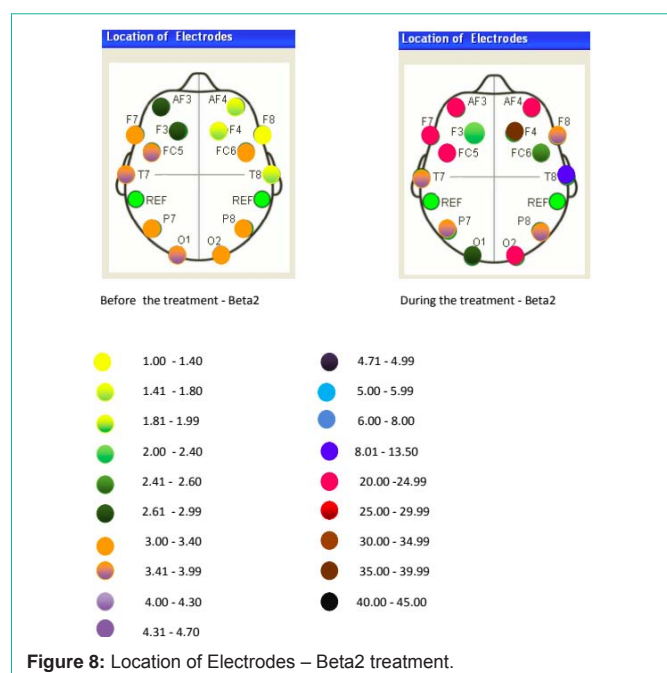 Location of Electrodes
Location of Electrodes
AF3 AF4
F7 F3 F4 F8
FC5 FC6
T7 T8
REF REF
P7 P8
O1 O2
AF3 AF4
F7 F3 F4 F8
FC5 FC6
T7 T8
REF REF
P7 P8
O1 O2
Before the treatment - Beta2
During the treatment - Beta2
1.00 - 1.40
1.41 - 1.80
1.81 - 1.99
2.00 - 2.40
2.41 - 2.60
2.61 - 2.99
3.00 - 3.40
3.41 - 3.99
4.00 - 4.30
4.31 - 4.70
4.71 - 4.99
5.00 - 5.99
6.00 - 8.00
8.01 - 13.50
20.00 -24.99
25.00 - 29.99
30.00 - 34.99
35.00 - 39.99
40.00 - 45.00
Figure 8: Location of Electrodes – Beta2 treatment.